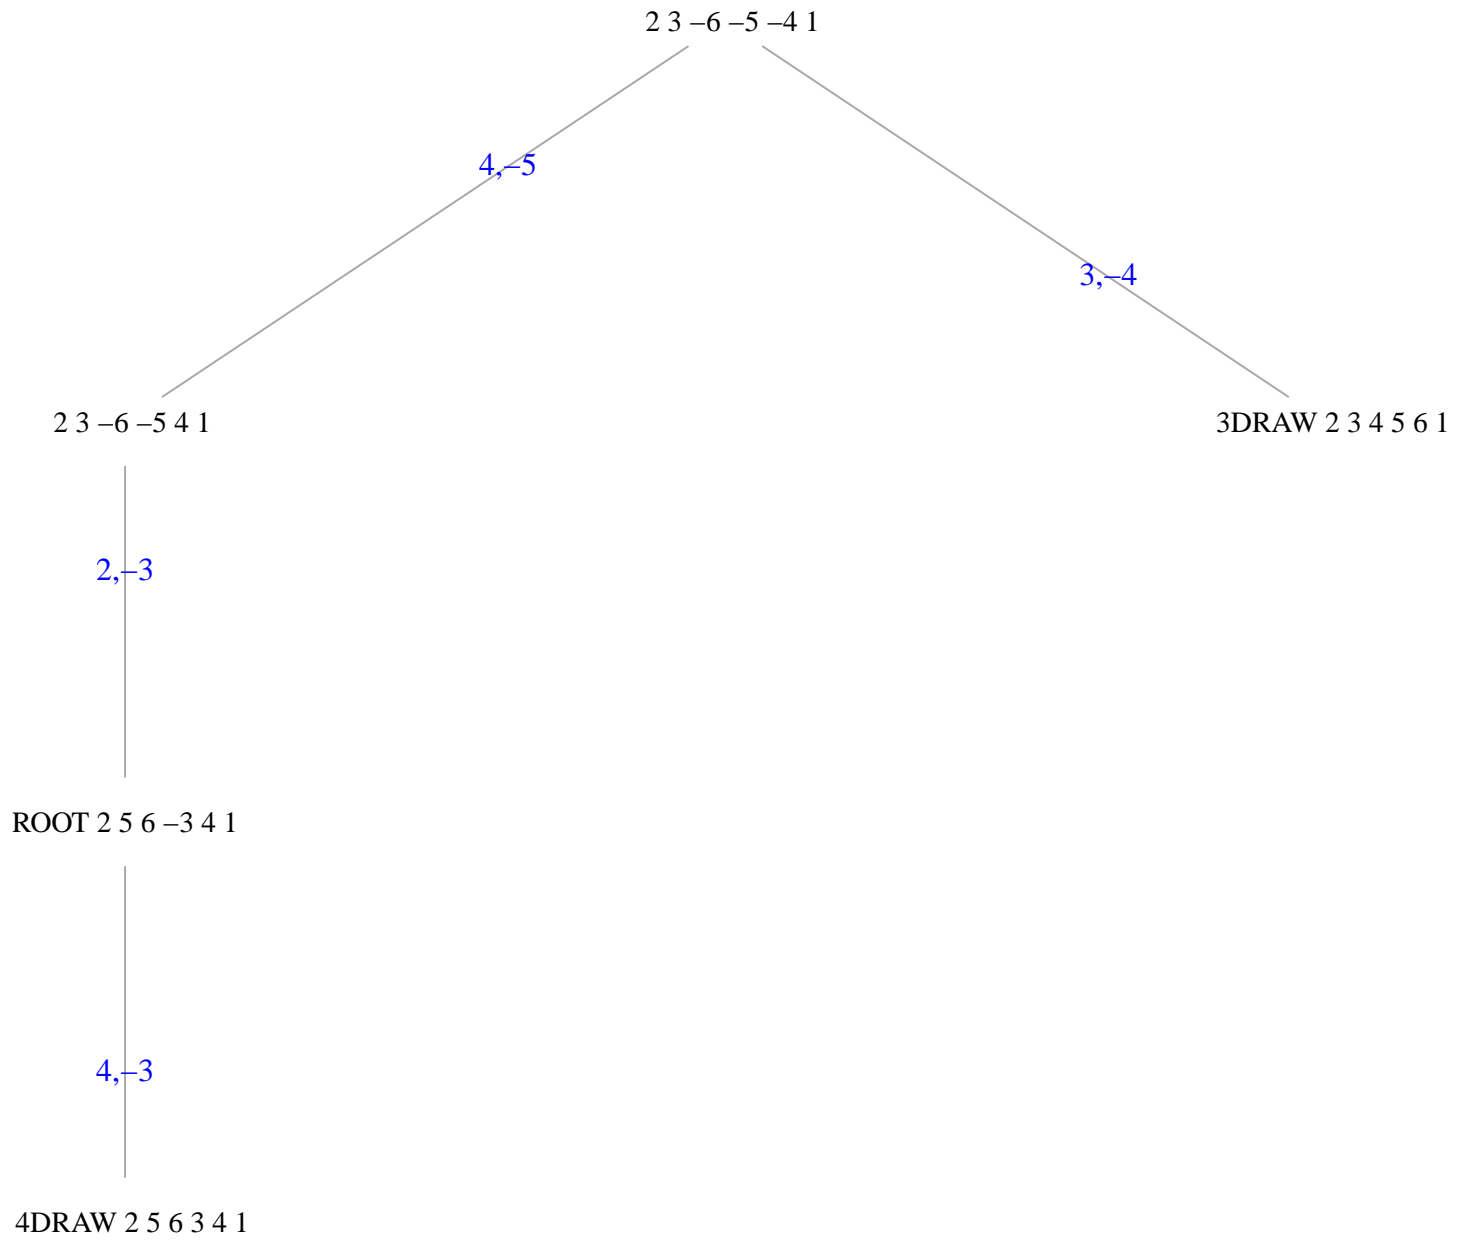 2 3 –6 –5 –4 1
4,–5
3,–4
2 3 –6 –5 4 1
3DRAW 2 3 4 5 6 1
2,–3
ROOT 2 5 6 –3 4 1
4,–3
4DRAW 2 5 6 3 4 1